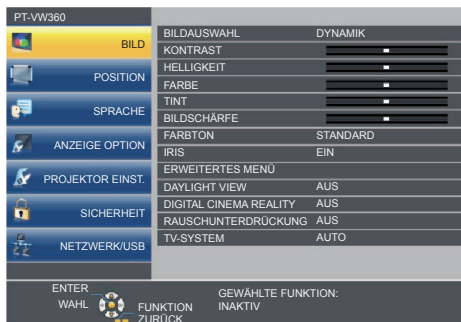 PT-VW360
BILD
POSITION
SPRACHE
ANZEIGE OPTION
PROJEKTOR EINST.
SICHERHEIT
NETZWERK/USB
BILDAUSWAHL DYNAMIK
KONTRAST
HELLIGKEIT
FARBE
TINT
BILDSCHÄRFE
FARBTON STANDARD
IRIS EIN
ERWEITERTES MENÜ
DAYLIGHT VIEW AUS
DIGITAL CINEMA REALITY AUS
RAUSCHUNTERDRÜCKUNG AUS
TV-SYSTEM AUTO
ENTER
WAHL
FUNKTION
ZURÜCK
GEWÄHLTE FUNKTION:
INAKTIV